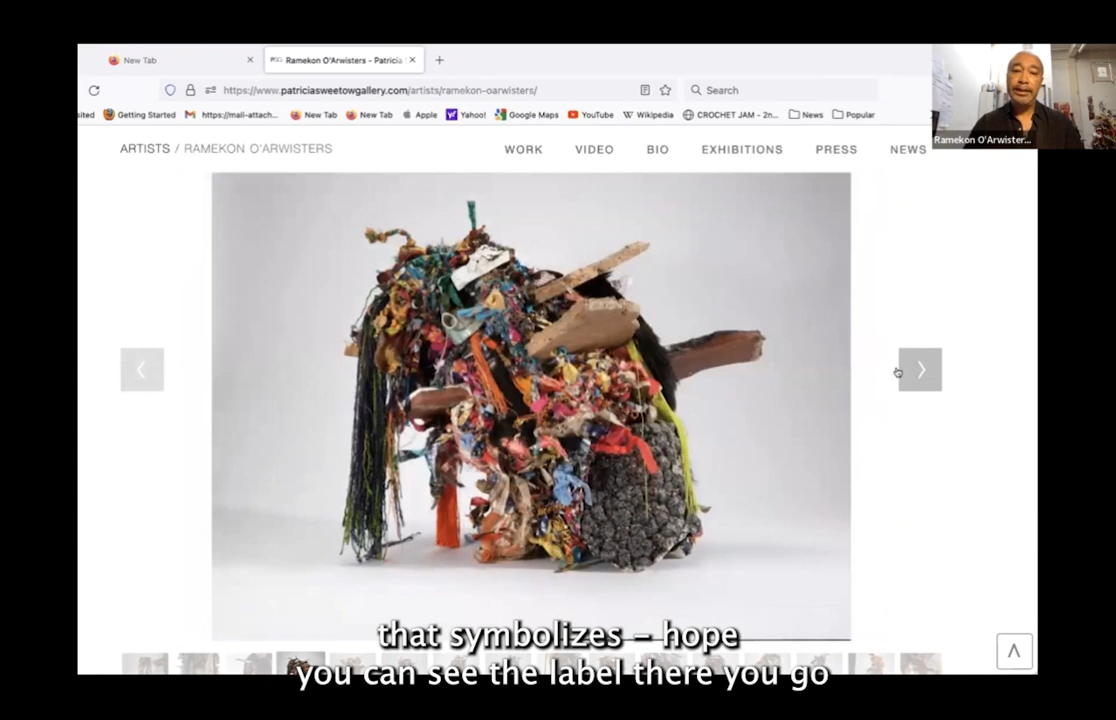 New Tab
Ramekon O'Arwisters - Patricia
https://www.patriciasweetowgallery.com/artists/ramekon-oarwisters/
Search
sited Getting Started https://mail-attach... New Tab New Tab Apple Yahoo! Google Maps YouTube Wikipedia CROCHET JAM - 2n... News Popular
ARTISTS / RAMEKON O'ARWISTERS WORK VIDEO BIO EXHIBITIONS PRESS NEWS
Ramekon O'Arwister...
that symbolizes – hope
you can see the label there you go